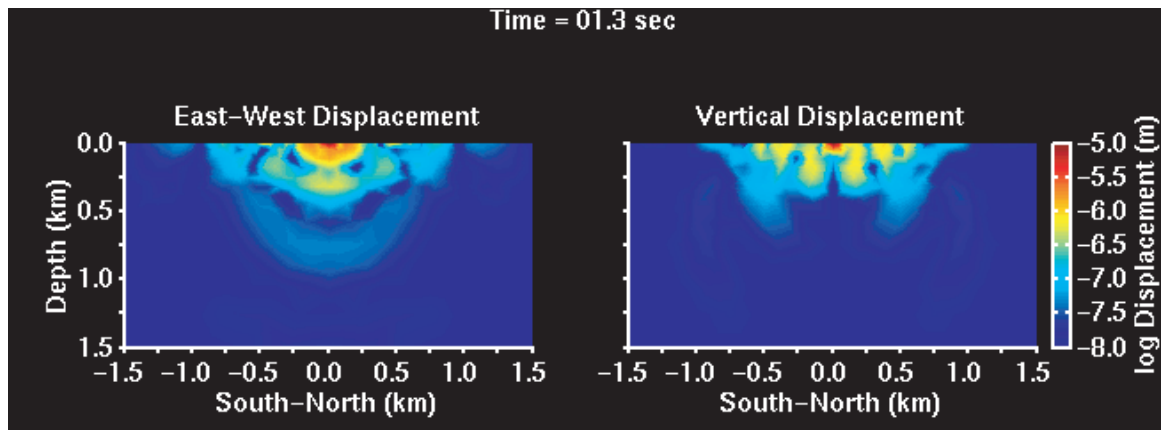 Time = 01.3 sec
East-West Displacement
Vertical Displacement
0.0
0.5
1.0
1.5
Depth (km)
-1.5 -1.0 -0.5 0.0 0.5 1.0 1.5
South-North (km)
-1.5 -1.0 -0.5 0.0 0.5 1.0 1.5
South-North (km)
-5.0
-5.5
-6.0
-6.5
-7.0
-7.5
-8.0
log Displacement (m)